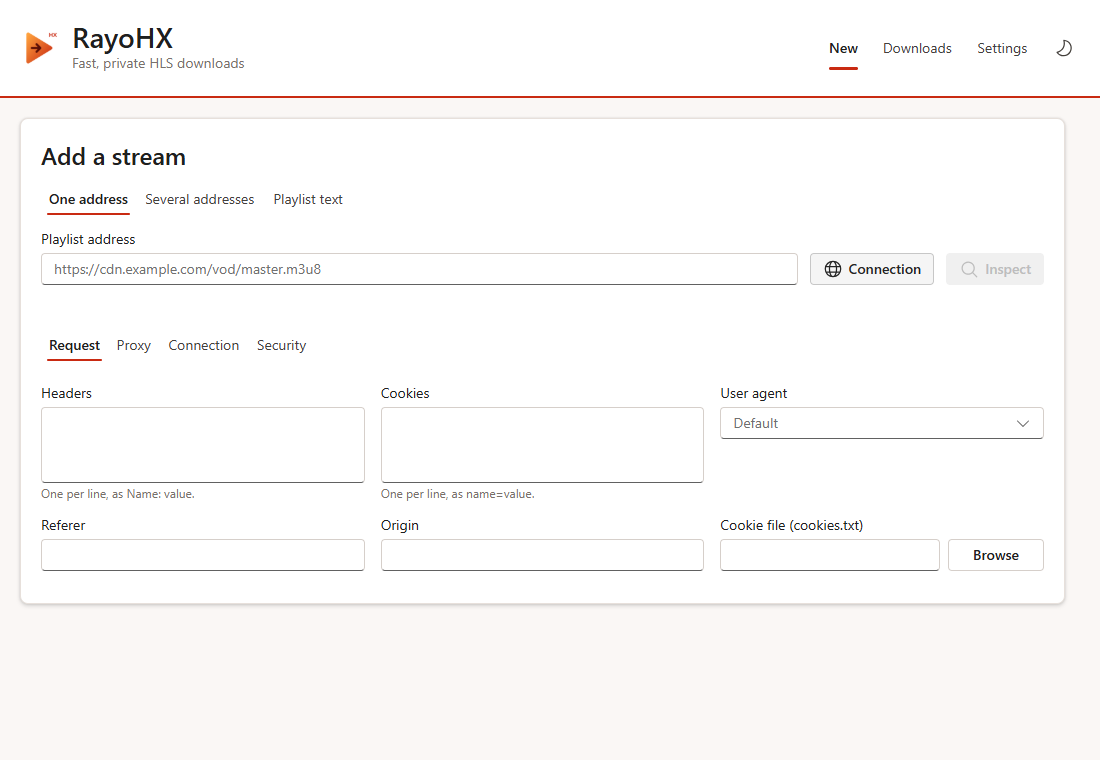 HX
RayoHX
Fast, private HLS downloads
New Downloads Settings
Add a stream
One address Several addresses Playlist text
Playlist address
https://cdn.example.com/vod/master.m3u8 Connection Inspect
Request Proxy Connection Security
Headers Cookies User agent
Default
One per line, as Name: value. One per line, as name=value.
Referer Origin Cookie file (cookies.txt)
Browse